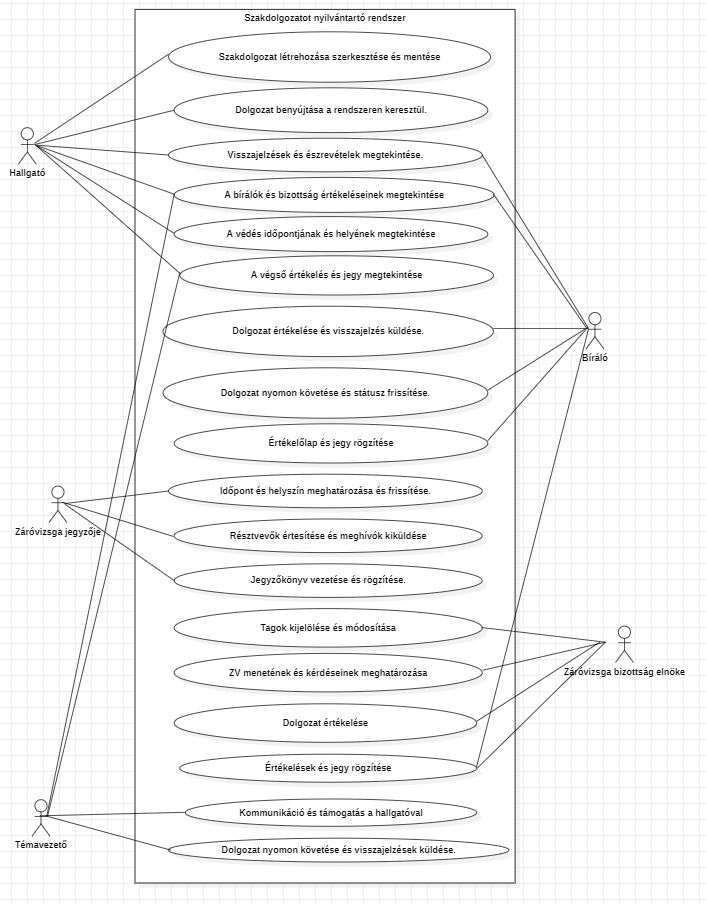 Szakdolgozatot nyilvántartó rendszer
Szakdolgozat létrehozása szerkesztése és mentése
Dolgozat benyújtása a rendszeren keresztül.
Visszajelzések és észrevételek megtekintése.
Hallgató
A bírálók és bizottság értékeléseinek megtekintése
A védés időpontjának és helyének megtekintése
A végső értékelés és jegy megtekintése
Dolgozat értékelése és visszajelzés küldése.
Bíráló
Dolgozat nyomon követése és státusz frissítése.
Értékelőlap és jegy rögzítése
Időpont és helyszín meghatározása és frissítése.
Záróvizsga jegyzője
Résztvevők értesítése és meghívók kiküldése
Jegyzőkönyv vezetése és rögzítése.
Tagok kijelölése és módosítása
ZV menetének és kérdéseinek meghatározása
Záróvizsga bizottság elnöke
Dolgozat értékelése
Értékelések és jegy rögzítése
Kommunikáció és támogatás a hallgatóval
Témavezető
Dolgozat nyomon követése és visszajelzések küldése.